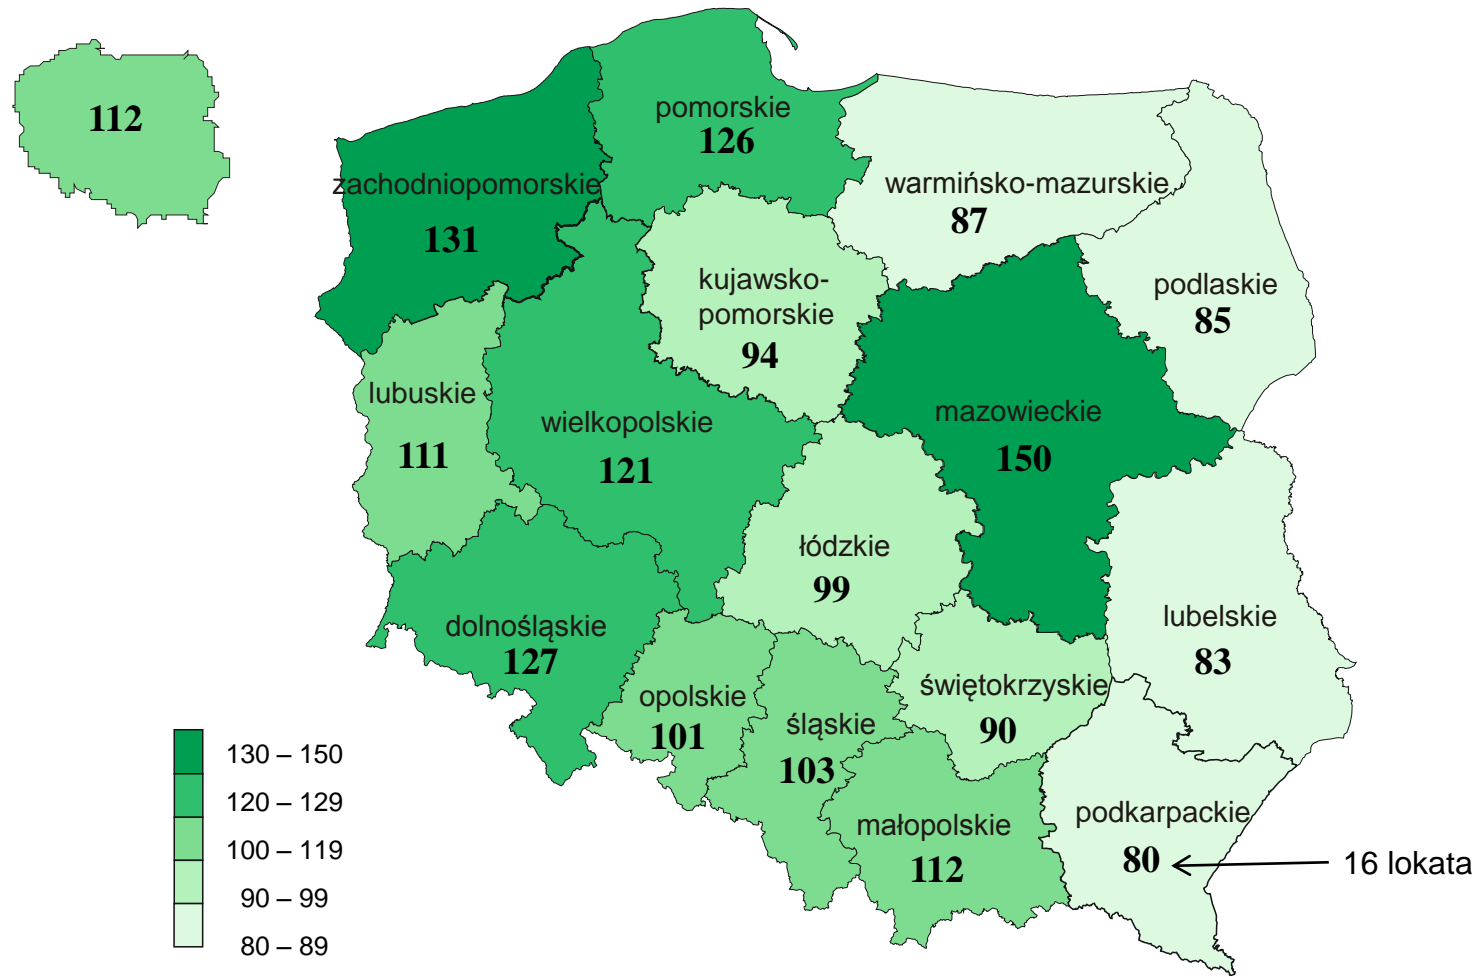 112
pomorskie
126
zachodniopomorskie
131
warmińsko-mazurskie
87
kujawsko-
pomorskie
94
podlaskie
85
lubuskie
111
wielkopolskie
121
mazowieckie
150
łódzkie
99
dolnośląskie
127
lubelskie
83
opolskie
101
śląskie
103
świętokrzyskie
90
małopolskie
112
podkarpackie
80
16 lokata
130 – 150
120 – 129
100 – 119
90 – 99
80 – 89